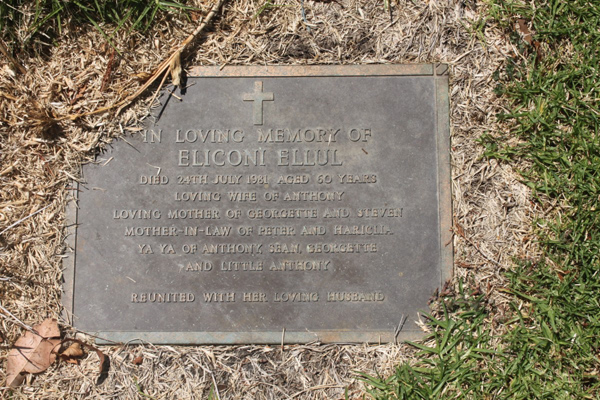 IN LOVING MEMORY OF
ELICONI ELLUL
DIED 24TH JULY 1981 AGED 60 YEARS
LOVING WIFE OF ANTHONY
LOVING MOTHER OF GEORGETTE AND STEVEN
MOTHER-IN-LAW OF PETER AND HARICLIA
YA YA OF ANTHONY, SEAN, GEORGETTE
AND LITTLE ANTHONY
REUNITED WITH HER LOVING HUSBAND